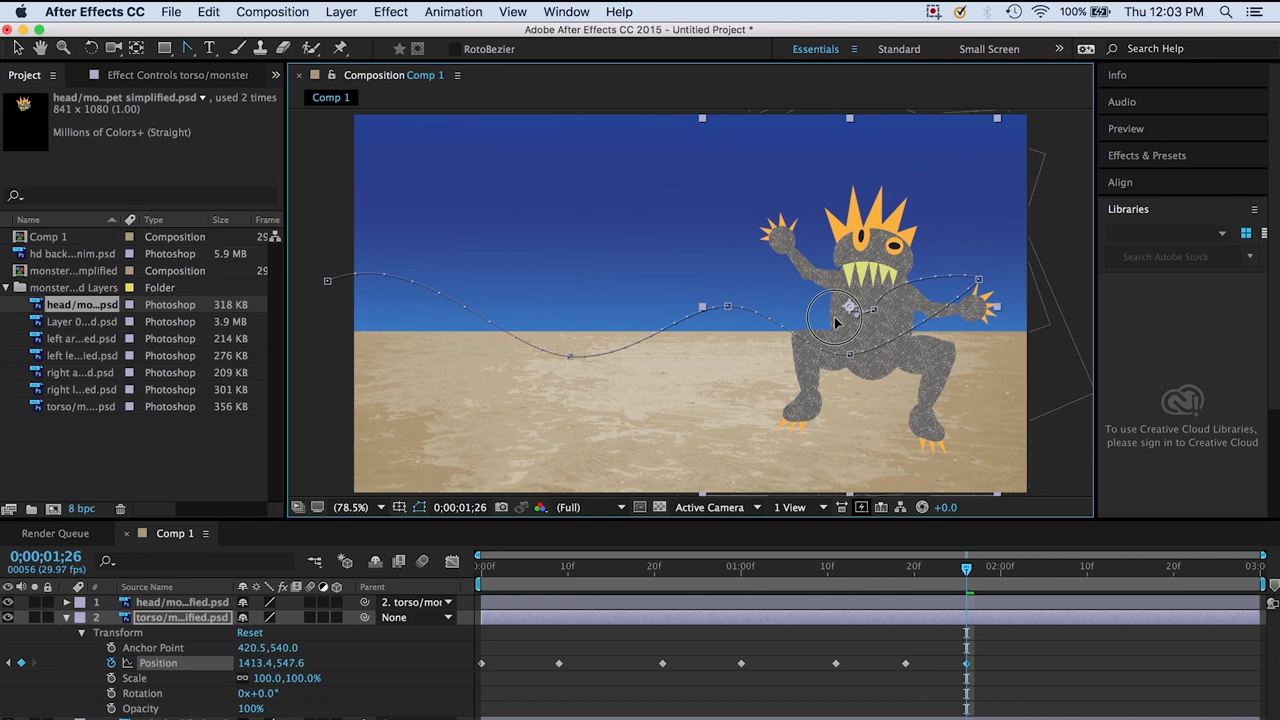 After Effects CC File Edit Composition Layer Effect Animation View Window Help 100% Thu 12:03 PM
Adobe After Effects CC 2015 - Untitled Project *
RotoBezier Essentials Standard Small Screen Search Help
Project Effect Controls torso/monster Composition Comp 1 Info
head/mo...pet simplified.psd , used 2 times
841 x 1080 (1.00)
Comp 1
Audio
Millions of Colors+ (Straight)
Preview
Effects & Presets
Align
Libraries
Name Type Size Frame
Comp 1 Composition 29
hd back...nim.psd Photoshop 5.9 MB
Search Adobe Stock
monster...mplified Composition 29
monster...d Layers Folder
head/mo...psd Photoshop 318 KB
Layer 0...d.psd Photoshop 3.9 MB
left ar...ed.psd Photoshop 214 KB
left le...ied.psd Photoshop 276 KB
right a...d.psd Photoshop 209 KB
right l...ed.psd Photoshop 301 KB
torso/m....psd Photoshop 356 KB
To use Creative Cloud Libraries,
please sign in to Creative Cloud
8 bpc (78.5%) 0;00;01;26 (Full) Active Camera 1 View +0.0
Render Queue Comp 1
0;00;01;26
00056 (29.97 fps)
:00f 10f 20f 01:00f 10f 20f 02:00f 10f 20f 03:0
# Source Name fx Parent
1 head/mo...fied.psd 2. torso/mor
2 torso/m...ified.psd None
Transform Reset
Anchor Point 420.5,540.0
Position 1413.4,547.6
Scale 100.0,100.0%
Rotation 0x+0.0°
Opacity 100%